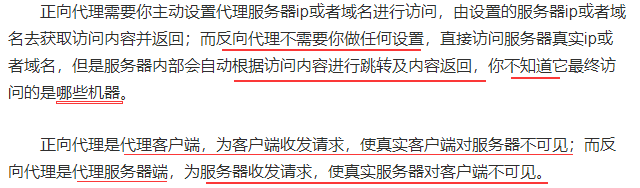 正向代理需要你主动设置代理服务器ip或者域名进行访问，由设置的服务器ip或者域
名去获取访问内容并返回；而反向代理不需要你做任何设置，直接访问服务器真实ip或
者域名，但是服务器内部会自动根据访问内容进行跳转及内容返回，你不知道它最终访
问的是哪些机器。
正向代理是代理客户端，为客户端收发请求，使真实客户端对服务器不可见；而反
向代理是代理服务器端，为服务器收发请求，使真实服务器对客户端不可见。